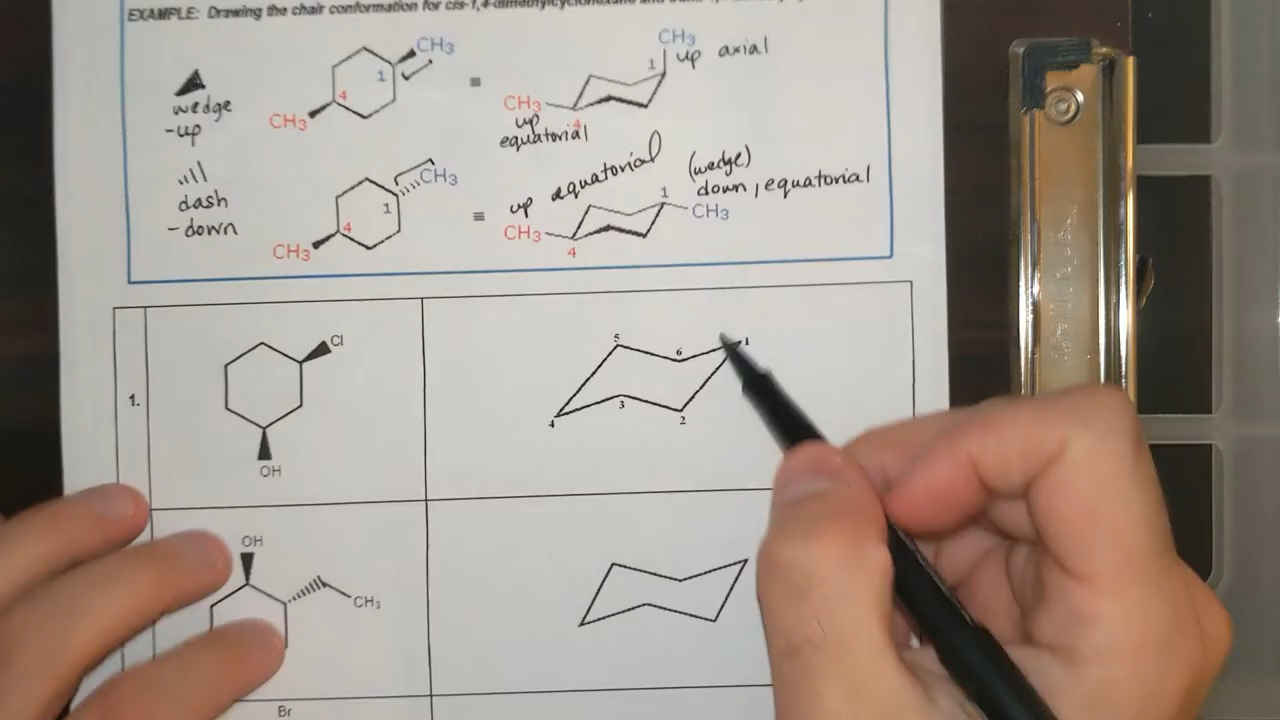 EXAMPLE: Drawing the chair conformation for cis-1,4-dimethylcyclohexane and
wedge
-up
dash
-down
CH3
1
4
CH3
≡
CH3
up axial
1
CH3
up
4
equatorial
CH3
1
4
CH3
≡
up equatorial
(wedge)
down, equatorial
1
CH3
CH3
4
1.
Cl
OH
5
6
1
3
2
4
OH
CH3
Br